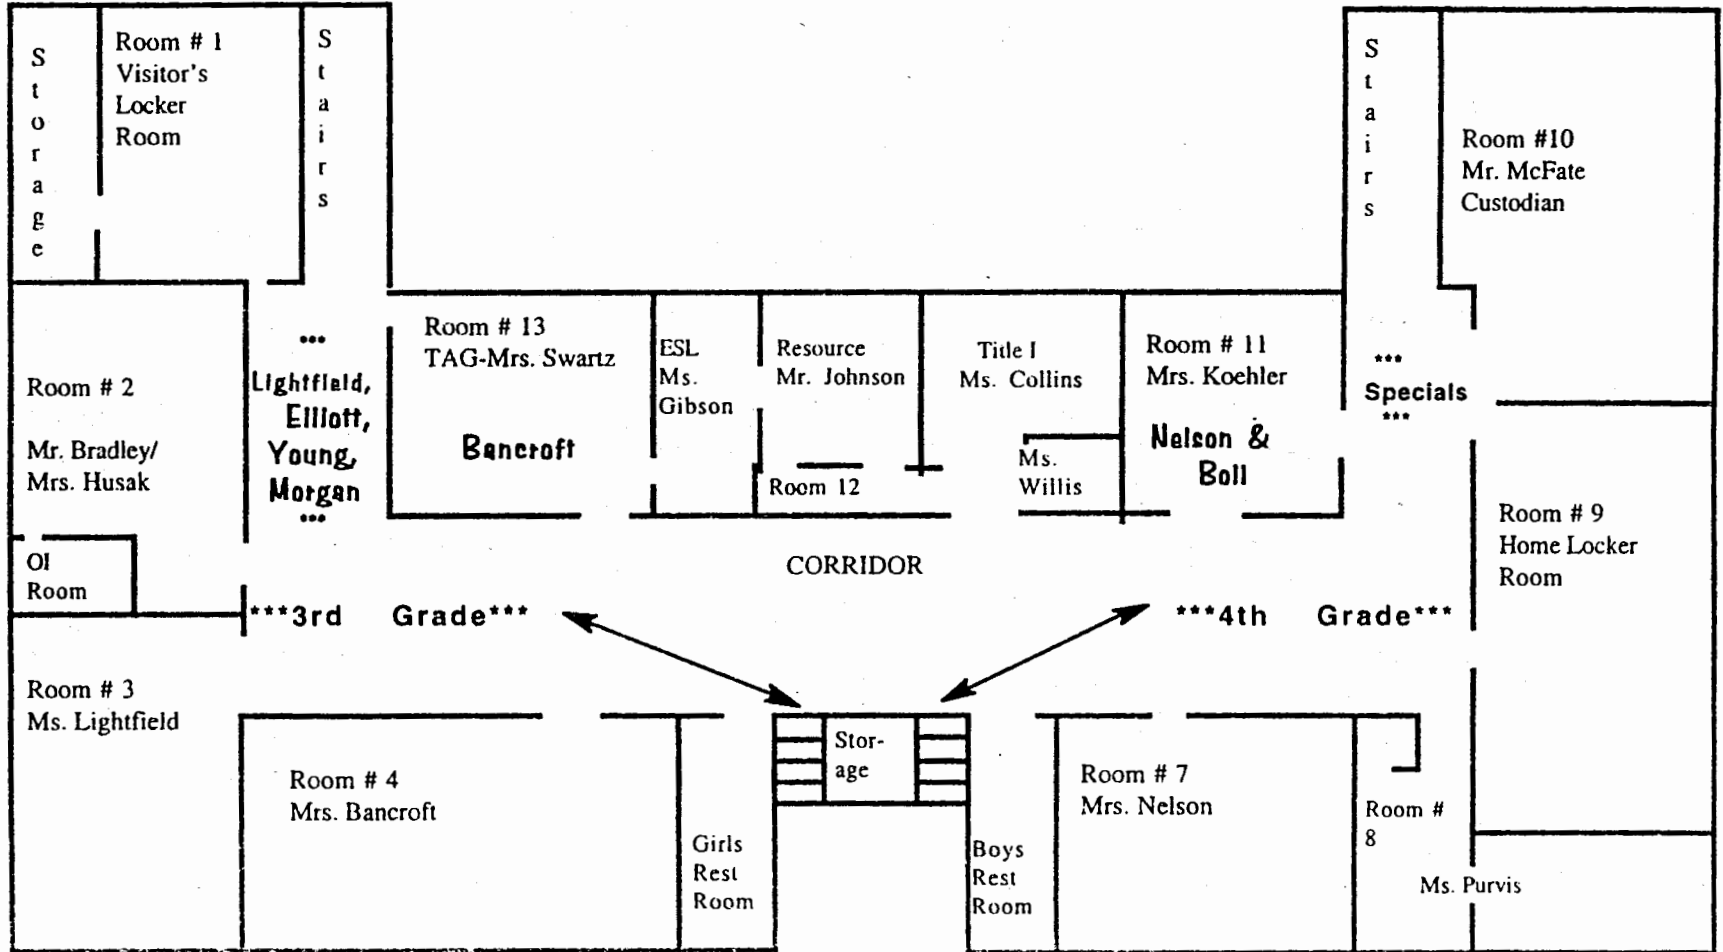 Storage
Room # 1
Visitor's
Locker
Room
Stairs
Stairs
Room #10
Mr. McFate
Custodian
Room # 2
Mr. Bradley/
Mrs. Husak
OI
Room
•••
Lightfield,
Elliott,
Young,
Morgan
•••
Room # 13
TAG-Mrs. Swartz
Bancroft
ESL
Ms.
Gibson
Resource
Mr. Johnson
Room 12
Title I
Ms. Collins
Ms.
Willis
Room # 11
Mrs. Koehler
Nelson &
Boll
***
Specials
***
Room # 9
Home Locker
Room
CORRIDOR
***3rd Grade***
***4th Grade***
Room # 3
Ms. Lightfield
Room # 4
Mrs. Bancroft
Girls
Rest
Room
Stor-
age
Boys
Rest
Room
Room # 7
Mrs. Nelson
Room #
8
Ms. Purvis